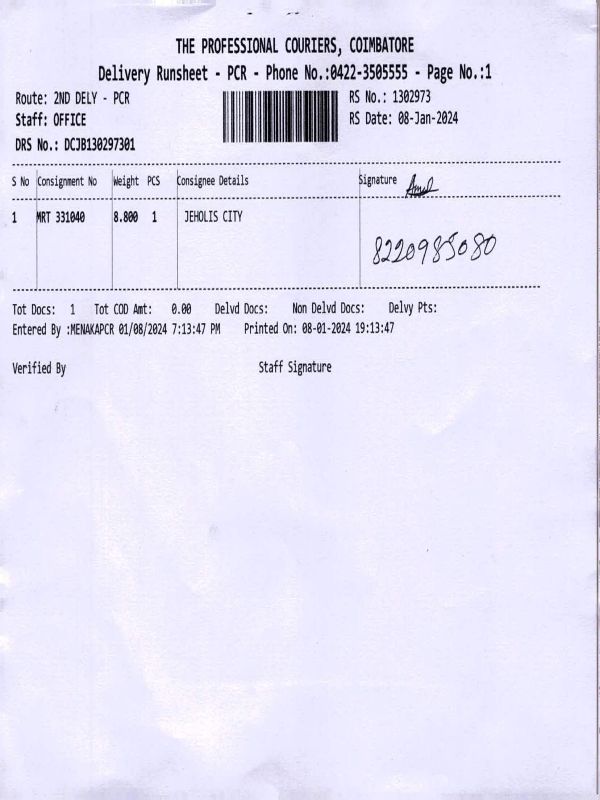 THE PROFESSIONAL COURIERS, COIMBATORE
Delivery Runsheet - PCR - Phone No.:0422-3505555 - Page No.:1
Route: 2ND DELY - PCR
RS No.: 1302973
Staff: OFFICE
RS Date: 08-Jan-2024
DRS No.: DCJB130297301
S No Consignment No Weight PCS Consignee Details Signature
1 MRT 331040 8.800 1 JEHOLIS CITY
8220985080
Tot Docs: 1 Tot COD Amt: 0.00 Delvd Docs: Non Delvd Docs: Delvy Pts:
Entered By :MENAKAPCR 01/08/2024 7:13:47 PM Printed On: 08-01-2024 19:13:47
Verified By Staff Signature